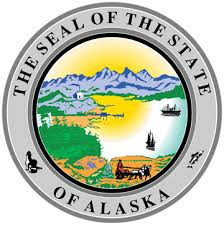 THE SEAL OF THE STATE
OF ALASKA